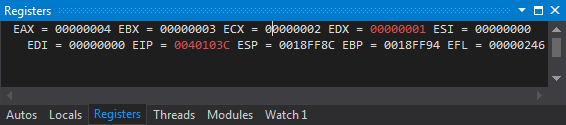 Registers
EAX = 00000004 EBX = 00000003 ECX = 00000002 EDX = 00000001 ESI = 00000000
EDI = 00000000 EIP = 0040103C ESP = 0018FF8C EBP = 0018FF94 EFL = 00000246
Autos Locals Registers Threads Modules Watch 1